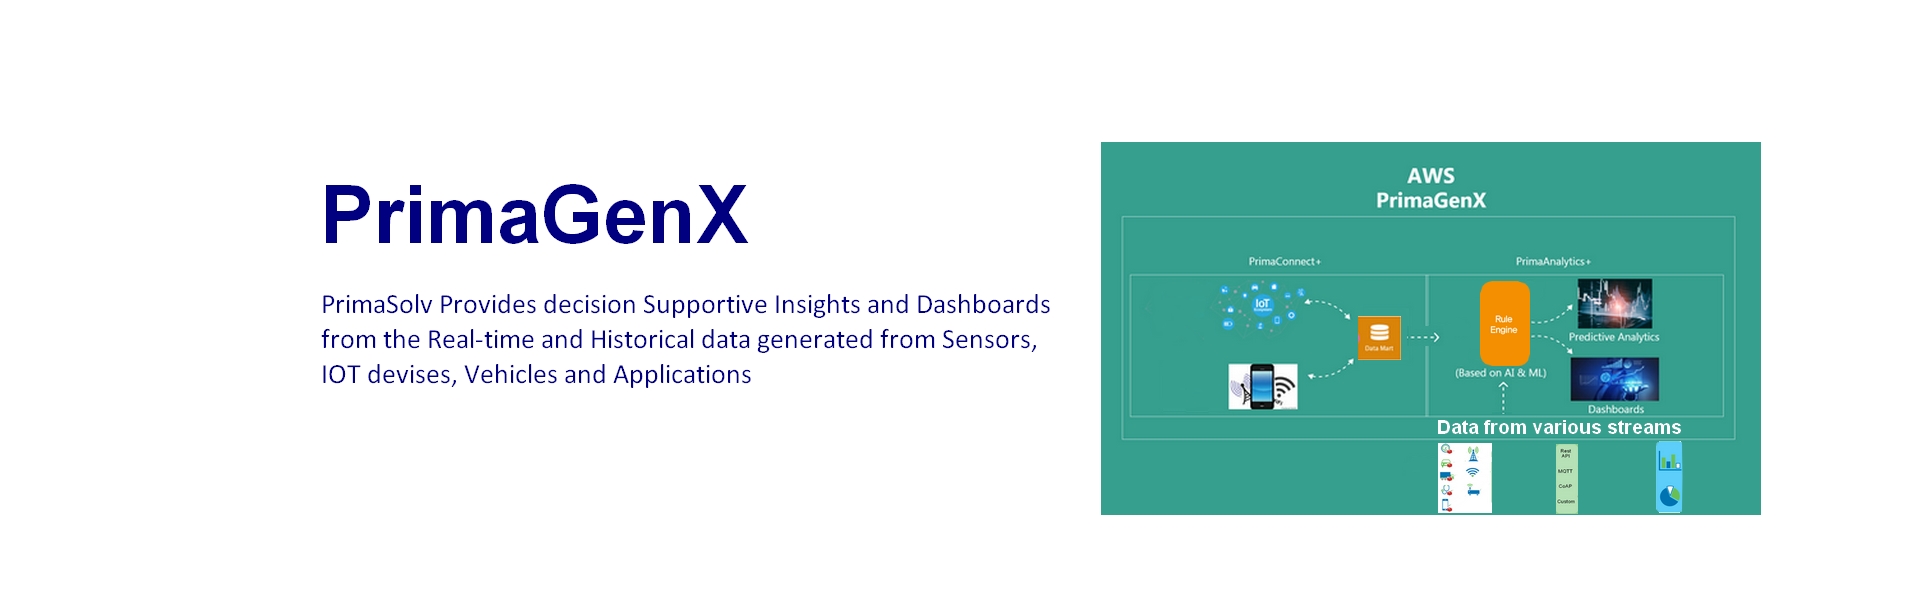 PrimaGenX
PrimaSolv Provides decision Supportive Insights and Dashboards
from the Real-time and Historical data generated from Sensors,
IOT devises, Vehicles and Applications
AWS
PrimaGenX
PrimaConnect+
PrimaAnalytics+
IoT
Data Mart
Rule
Engine
(Based on AI & ML)
Predictive Analytics
Dashboards
Data from various streams
Rest
API
MQTT
CoAP
Custom